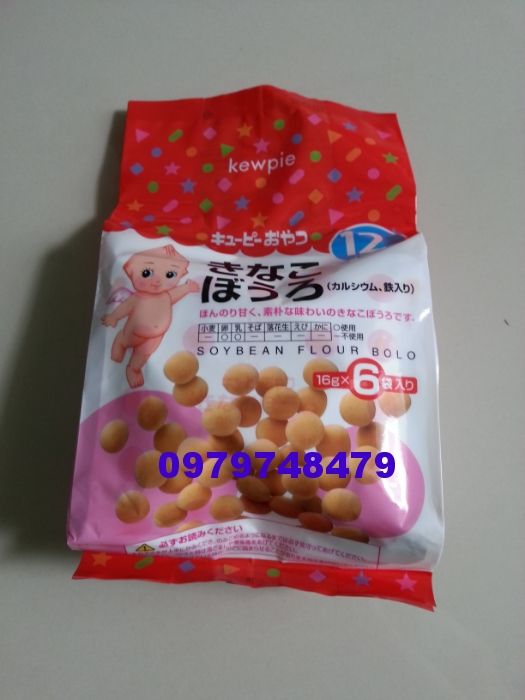 kewpie
キューピーおやつ
12
きなこ
ぼうろ
(カルシウム、鉄入り)
ほんのり甘く、素朴な味わいのきなこぼうろです。
小麦 卵 乳 そば 落花生 えび かに ○使用
― ○ ○ ― ― ― ― ―不使用
SOYBEAN FLOUR BOLO
16g×6袋入り
0979748479
必ずお読みください